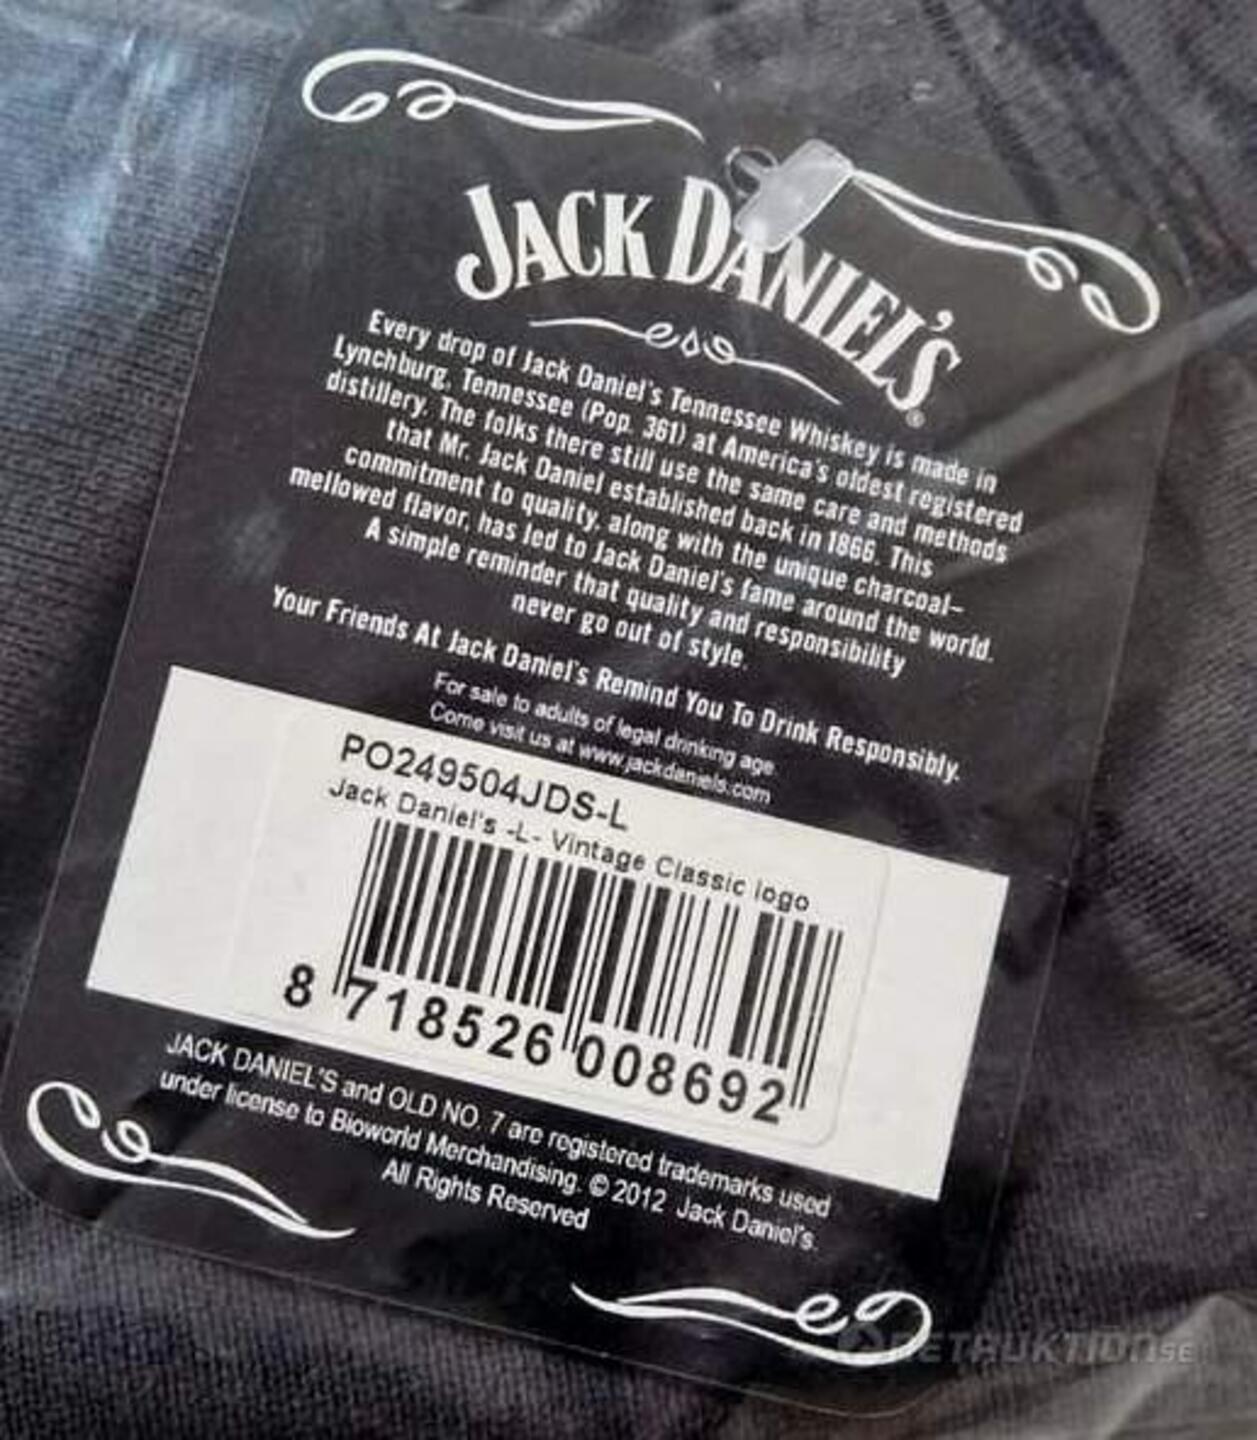 JACK DANIEL'S®
Every drop of Jack Daniel's Tennessee Whiskey is made in
Lynchburg, Tennessee (Pop. 361) at America's oldest registered
distillery. The folks there still use the same care and methods
that Mr. Jack Daniel established back in 1866. This
commitment to quality, along with the unique charcoal-
mellowed flavor, has led to Jack Daniel's fame around the world.
A simple reminder that quality and responsibility
never go out of style.
Your Friends At Jack Daniel's Remind You To Drink Responsibly.
For sale to adults of legal drinking age
Come visit us at www.jackdaniels.com
PO249504JDS-L
Jack Daniel's -L- Vintage Classic logo
8 718526 008692
JACK DANIEL'S and OLD NO. 7 are registered trademarks used
under license to Bioworld Merchandising. © 2012 Jack Daniel's.
All Rights Reserved